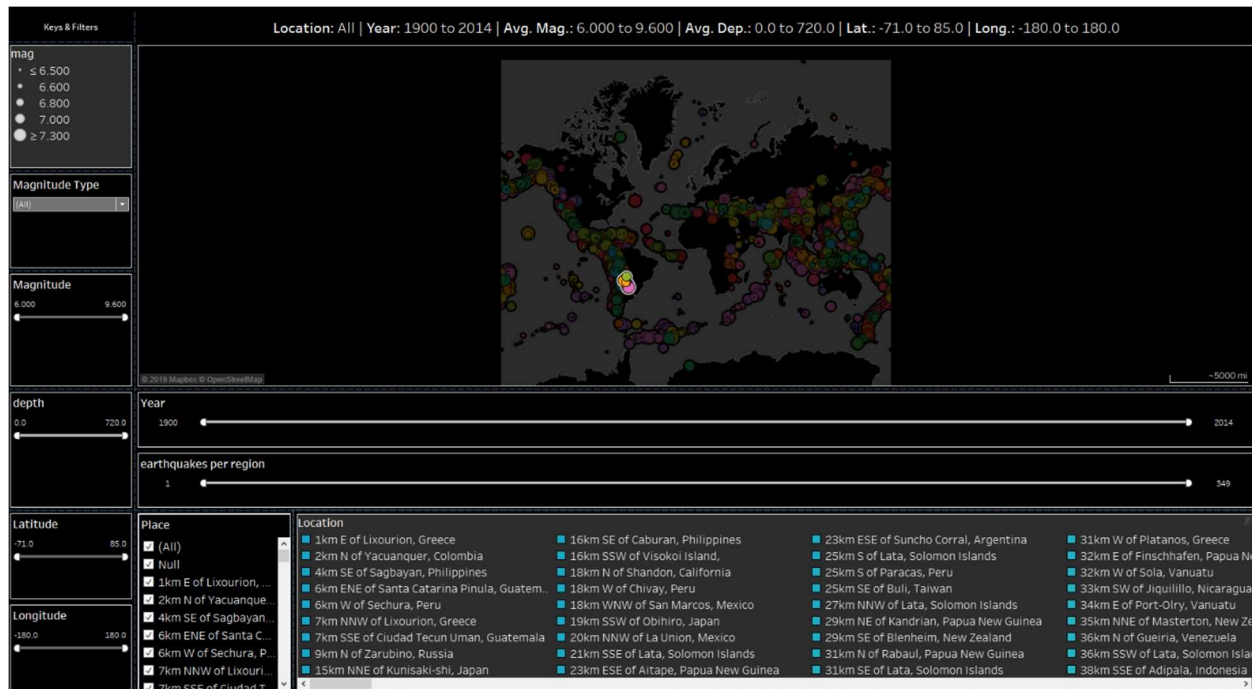 Keys & Filters
Location: All | Year: 1900 to 2014 | Avg. Mag.: 6.000 to 9.600 | Avg. Dep.: 0.0 to 720.0 | Lat.: -71.0 to 85.0 | Long.: -180.0 to 180.0
mag
≤ 6.500
6.600
6.800
7.000
≥ 7.300
Magnitude Type
(All)
Magnitude
6.000 9.600
© 2019 Mapbox © OpenStreetMap
~5000 mi
depth
0.0 720.0
Year
1900 2014
earthquakes per region
1 349
Latitude
-71.0 85.0
Longitude
-180.0 180.0
Place
(All)
Null
1km E of Lixourion, ...
2km N of Yacuanque...
4km SE of Sagbayan...
6km ENE of Santa C...
6km W of Sechura, P...
7km NNW of Lixouri...
7km SSE of Ciudad T...
Location
1km E of Lixourion, Greece
2km N of Yacuanquer, Colombia
4km SE of Sagbayan, Philippines
6km ENE of Santa Catarina Pinula, Guatem...
6km W of Sechura, Peru
7km NNW of Lixourion, Greece
7km SSE of Ciudad Tecun Uman, Guatemala
9km N of Zarubino, Russia
15km NNE of Kunisaki-shi, Japan
16km SE of Caburan, Philippines
16km SSW of Visokoi Island,
18km N of Shandon, California
18km W of Chivay, Peru
18km WNW of San Marcos, Mexico
19km SSW of Obihiro, Japan
20km NNW of La Union, Mexico
21km SSE of Lata, Solomon Islands
23km ESE of Aitape, Papua New Guinea
23km ESE of Suncho Corral, Argentina
25km S of Lata, Solomon Islands
25km S of Paracas, Peru
25km SE of Buli, Taiwan
27km NNW of Lata, Solomon Islands
29km NE of Kandrian, Papua New Guinea
29km SE of Blenheim, New Zealand
31km N of Rabaul, Papua New Guinea
31km SE of Lata, Solomon Islands
31km W of Platanos, Greece
32km E of Finschhafen, Papua N
32km W of Sola, Vanuatu
33km SW of Jiquilillo, Nicaragua
34km E of Port-Olry, Vanuatu
35km NNE of Masterton, New Ze
36km N of Gueiria, Venezuela
36km SSW of Lata, Solomon Islan
38km SSE of Adipala, Indonesia